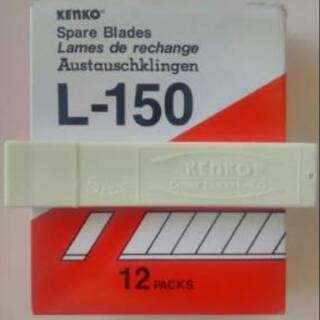 KENKO®
Spare Blades
Lames de rechange
Austauschklingen
L-150
KENKO®
12 PACKS